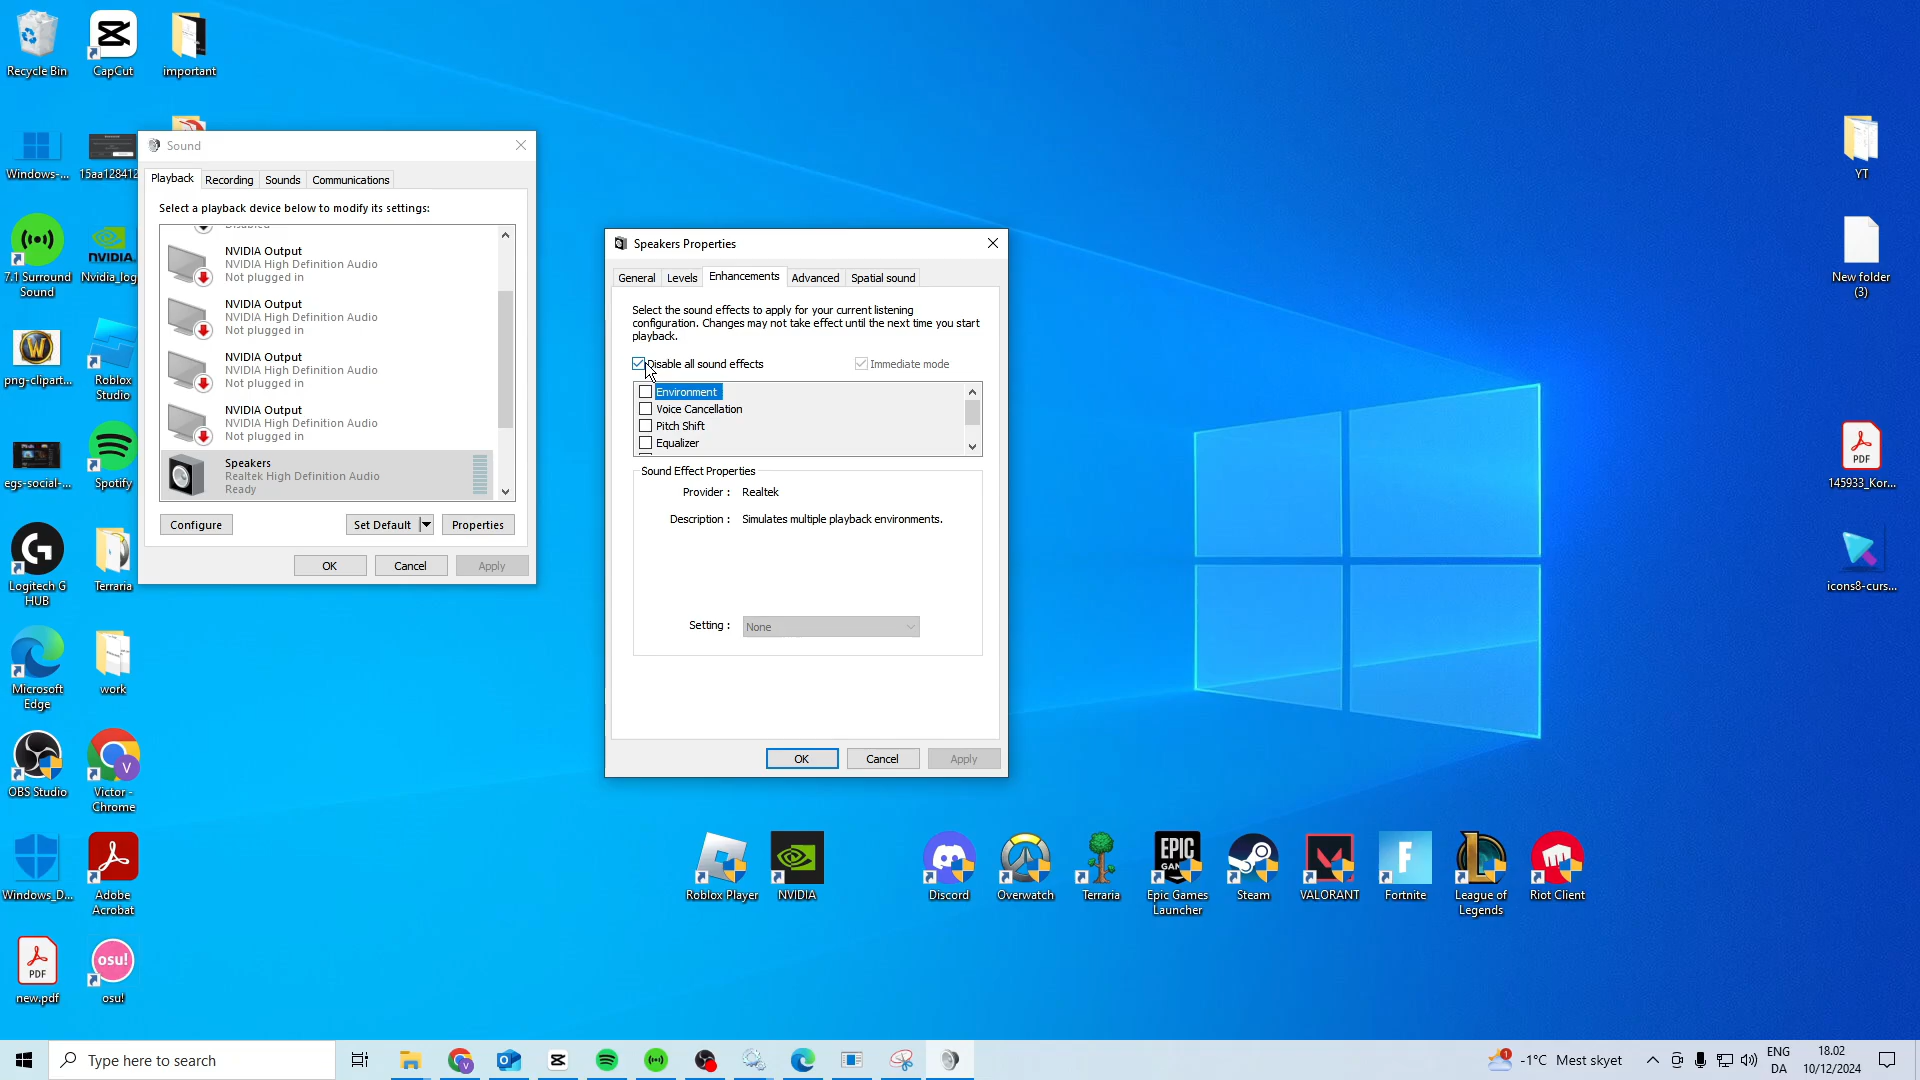 Recycle Bin
CapCut
important
Windows-...
15aa128412
7.1 Surround
Sound
NVIDIA.
Nvidia_log
png-clipart...
Roblox
Studio
egs-social-...
Spotify
Logitech G
HUB
Terraria
Microsoft
Edge
work
OBS Studio
V
Victor -
Chrome
Windows_D...
Adobe
Acrobat
PDF
new.pdf
osu!
osu!
Sound
Playback
Recording
Sounds
Communications
Select a playback device below to modify its settings:
Disabled
NVIDIA Output
NVIDIA High Definition Audio
Not plugged in
NVIDIA Output
NVIDIA High Definition Audio
Not plugged in
NVIDIA Output
NVIDIA High Definition Audio
Not plugged in
NVIDIA Output
NVIDIA High Definition Audio
Not plugged in
Speakers
Realtek High Definition Audio
Ready
Configure
Set Default
Properties
OK
Cancel
Apply
Speakers Properties
General
Levels
Enhancements
Advanced
Spatial sound
Select the sound effects to apply for your current listening
configuration. Changes may not take effect until the next time you start
playback.
Disable all sound effects
Immediate mode
Environment
Voice Cancellation
Pitch Shift
Equalizer
Sound Effect Properties
Provider : Realtek
Description : Simulates multiple playback environments.
Setting : None
OK
Cancel
Apply
YT
New folder
(3)
PDF
145933_Kor...
icons8-curs...
Roblox Player
NVIDIA
Discord
Overwatch
Terraria
EPIC
GAMES
Epic Games
Launcher
Steam
VALORANT
F
Fortnite
League of
Legends
Riot Client
Type here to search
V
1
-1°C Mest skyet
ENG
DA
18.02
10/12/2024